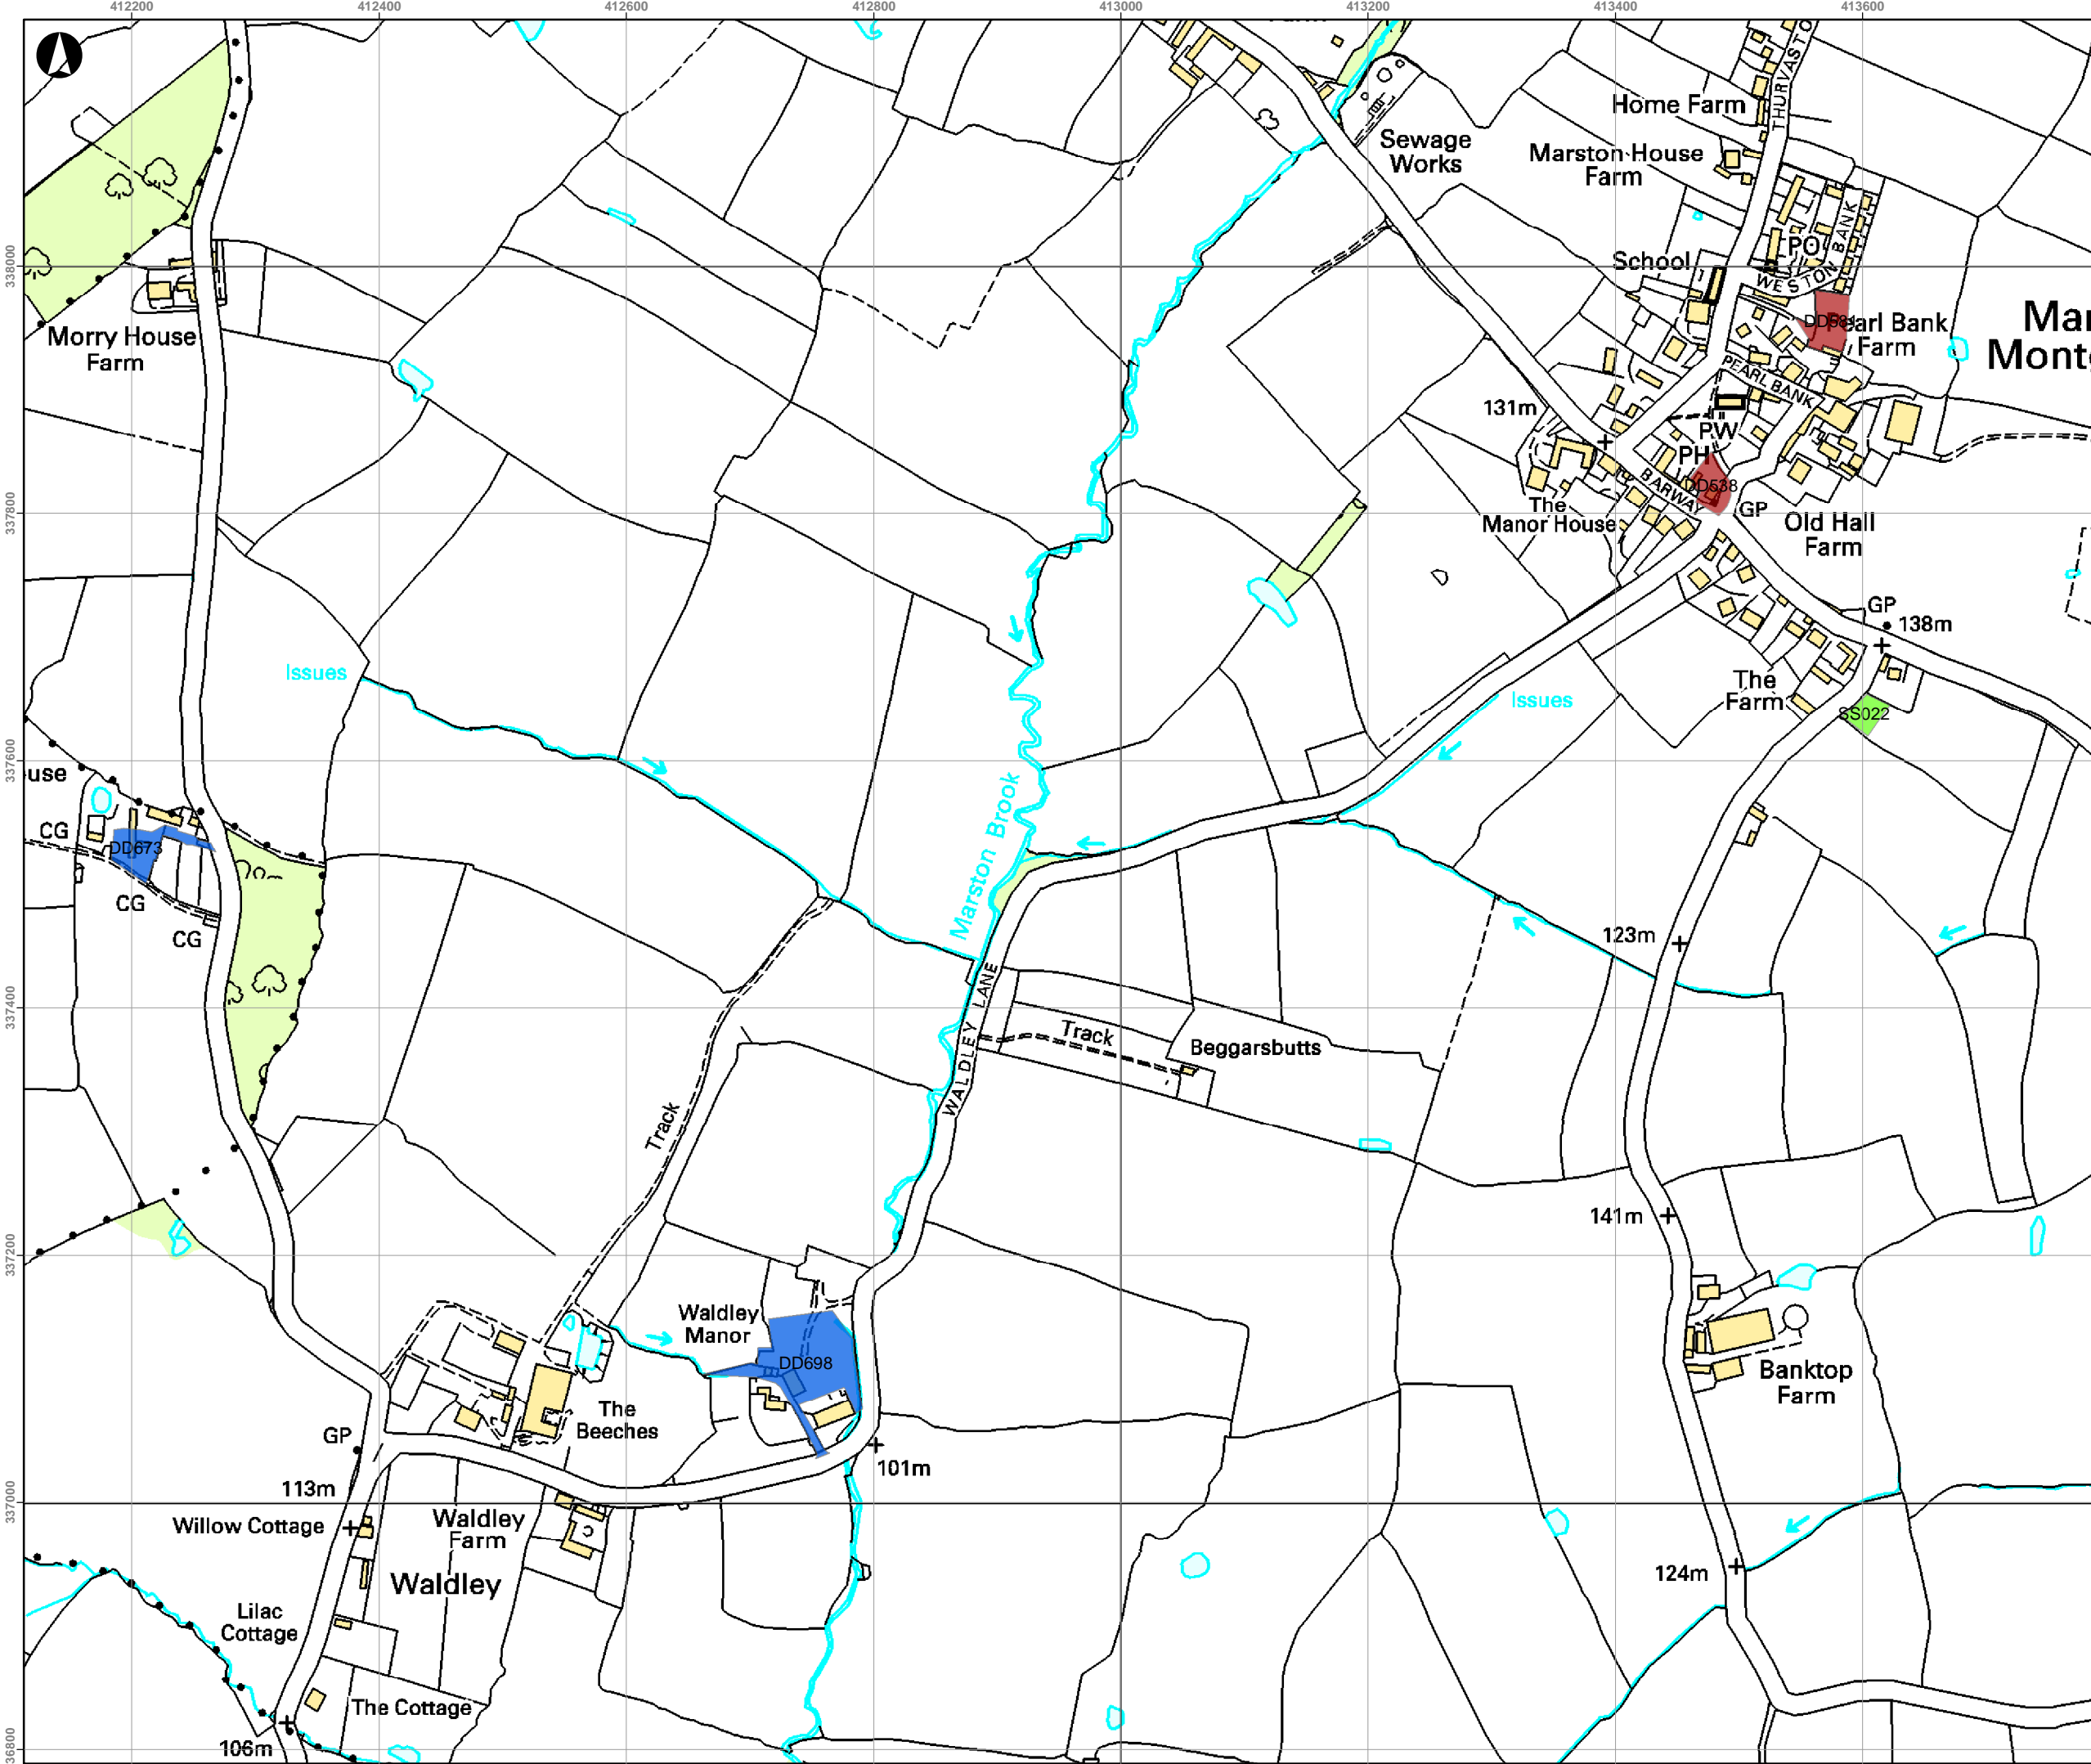 412200
412400
412600
412800
413000
413200
413400
413600
338000
337800
337600
337400
337200
337000
36800
THURVASTO
Home Farm
Sewage
Works
Marston House
Farm
BANK
PO
WESTON
School
DD584
Pearl Bank
Farm
Mar
Montg
Morry House
Farm
PEARL BANK
131m
PW
PH
DD538
BARWAY
GP
The
Manor House
Old Hall
Farm
GP
138m
Issues
The
Farm
Issues
SS022
use
CG
DD673
CG
CG
Marston Brook
123m
WALDLEY LANE
Track
Beggarsbutts
Track
141m
Waldley
Manor
DD698
The
Beeches
Banktop
Farm
GP
101m
113m
Willow Cottage
Waldley
Farm
124m
Waldley
Lilac
Cottage
The Cottage
106m